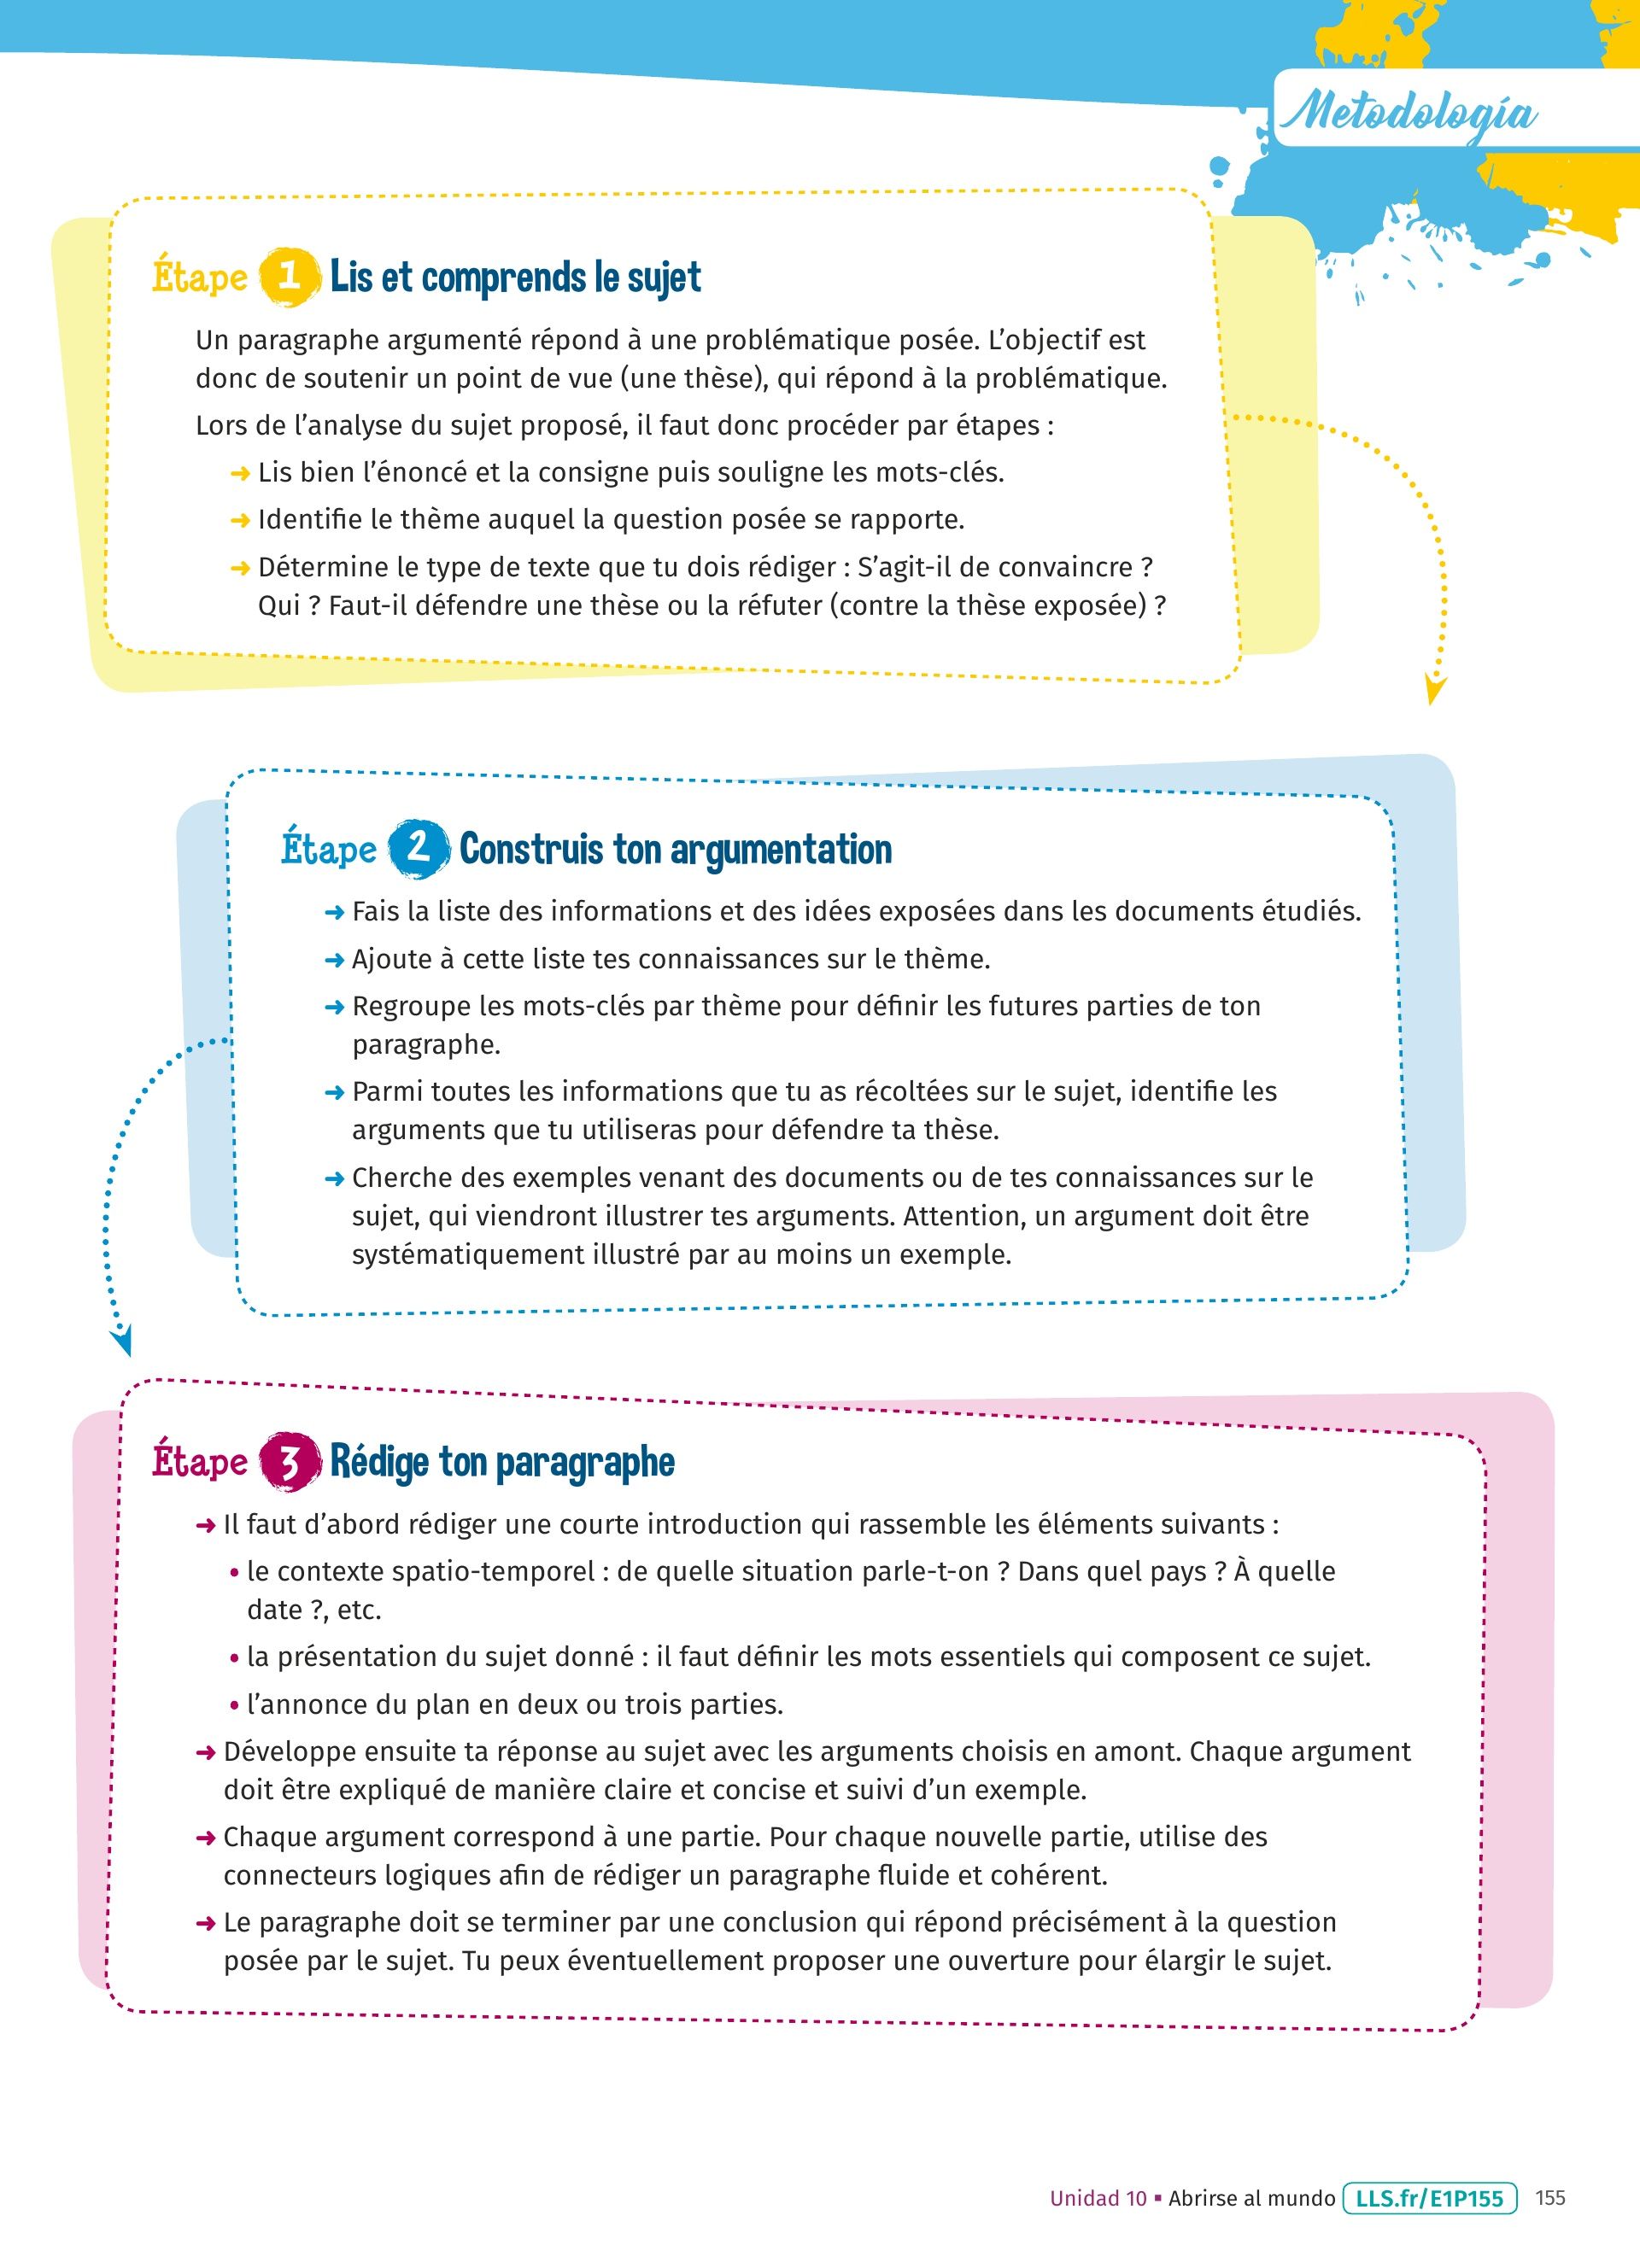 Metodología
Étape 1 Lis et comprends le sujet
Un paragraphe argumenté répond à une problématique posée. L’objectif est
donc de soutenir un point de vue (une thèse), qui répond à la problématique.
Lors de l’analyse du sujet proposé, il faut donc procéder par étapes :
➜ Lis bien l’énoncé et la consigne puis souligne les mots-clés.
➜ Identifie le thème auquel la question posée se rapporte.
➜ Détermine le type de texte que tu dois rédiger : S’agit-il de convaincre ?
Qui ? Faut-il défendre une thèse ou la réfuter (contre la thèse exposée) ?
Étape 2 Construis ton argumentation
➜ Fais la liste des informations et des idées exposées dans les documents étudiés.
➜ Ajoute à cette liste tes connaissances sur le thème.
➜ Regroupe les mots-clés par thème pour définir les futures parties de ton
paragraphe.
➜ Parmi toutes les informations que tu as récoltées sur le sujet, identifie les
arguments que tu utiliseras pour défendre ta thèse.
➜ Cherche des exemples venant des documents ou de tes connaissances sur le
sujet, qui viendront illustrer tes arguments. Attention, un argument doit être
systématiquement illustré par au moins un exemple.
Étape 3 Rédige ton paragraphe
➜ Il faut d’abord rédiger une courte introduction qui rassemble les éléments suivants :
• le contexte spatio-temporel : de quelle situation parle-t-on ? Dans quel pays ? À quelle
date ?, etc.
• la présentation du sujet donné : il faut définir les mots essentiels qui composent ce sujet.
• l’annonce du plan en deux ou trois parties.
➜ Développe ensuite ta réponse au sujet avec les arguments choisis en amont. Chaque argument
doit être expliqué de manière claire et concise et suivi d’un exemple.
➜ Chaque argument correspond à une partie. Pour chaque nouvelle partie, utilise des
connecteurs logiques afin de rédiger un paragraphe fluide et cohérent.
➜ Le paragraphe doit se terminer par une conclusion qui répond précisément à la question
posée par le sujet. Tu peux éventuellement proposer une ouverture pour élargir le sujet.
Unidad 10 ▪ Abrirse al mundo LLS.fr/E1P155 155